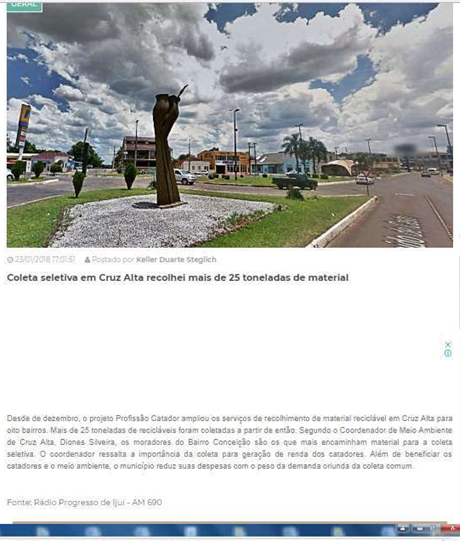 GERAL
23/01/2018 17:01:51 Postado por Keller Duarte Steglich
Coleta seletiva em Cruz Alta recolhei mais de 25 toneladas de material
Desde de dezembro, o projeto Profissão Catador ampliou os serviços de recolhimento de material reciclável em Cruz Alta para
oito bairros. Mais de 25 toneladas de recicláveis foram coletadas a partir de então. Segundo o Coordenador de Meio Ambiente
de Cruz Alta, Diones Silveira, os moradores do Bairro Conceição são os que mais encaminham material para a coleta
seletiva. O coordenador ressalta a importância da coleta para geração de renda dos catadores. Além de beneficiar os
catadores e o meio ambiente, o município reduz suas despesas com o peso da demanda oriunda da coleta comum.
Fonte: Rádio Progresso de Ijuí - AM 690